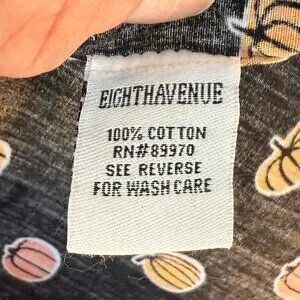 EIGHTHAVENUE
100% COTTON
RN#89970
SEE REVERSE
FOR WASH CARE